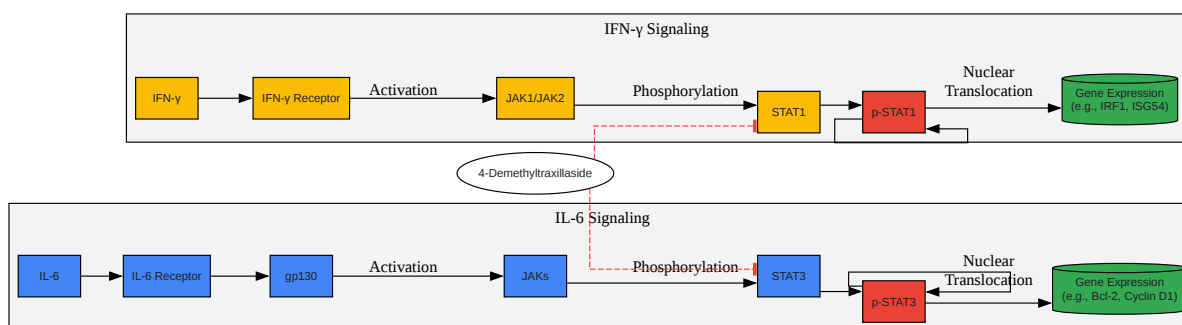 IFN-γ Signaling
IFN-γ
IFN-γ Receptor
Activation
JAK1/JAK2
Phosphorylation
STAT1
p-STAT1
Nuclear
Translocation
Gene Expression
(e.g., IRF1, ISG54)
4-Demethyltraxillaside
IL-6 Signaling
IL-6
IL-6 Receptor
gp130
Activation
JAKs
Phosphorylation
STAT3
p-STAT3
Nuclear
Translocation
Gene Expression
(e.g., Bcl-2, Cyclin D1)